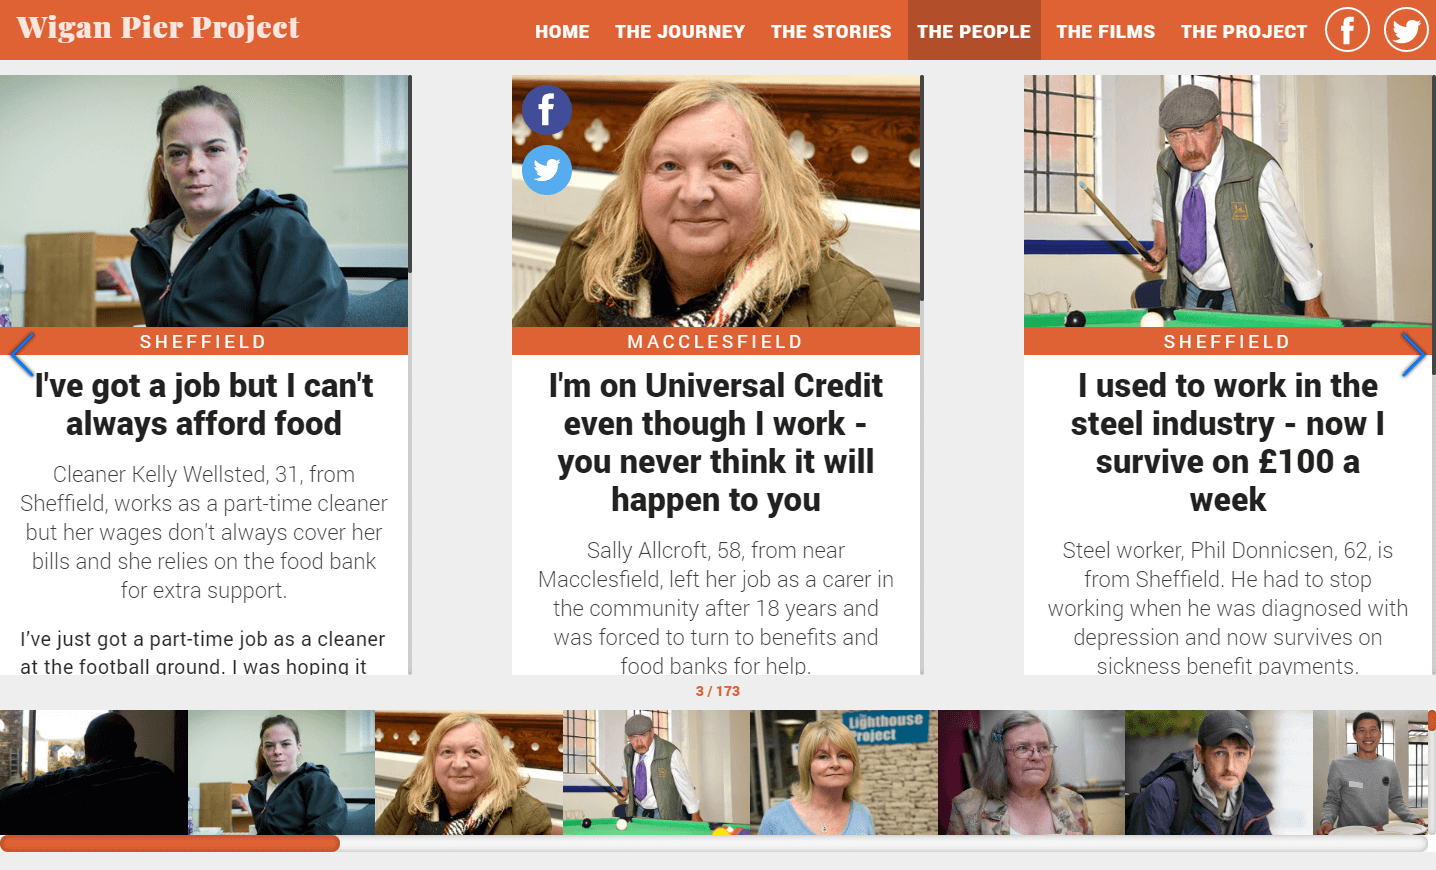 Wigan Pier Project
HOME THE JOURNEY THE STORIES THE PEOPLE THE FILMS THE PROJECT
SHEFFIELD
I've got a job but I can't
always afford food
Cleaner Kelly Wellsted, 31, from
Sheffield, works as a part-time cleaner
but her wages don't always cover her
bills and she relies on the food bank
for extra support.
I've just got a part-time job as a cleaner
at the football ground. I was hoping it
MACCLESFIELD
I'm on Universal Credit
even though I work -
you never think it will
happen to you
Sally Allcroft, 58, from near
Macclesfield, left her job as a carer in
the community after 18 years and
was forced to turn to benefits and
food banks for help.
SHEFFIELD
I used to work in the
steel industry - now I
survive on £100 a
week
Steel worker, Phil Donnicsen, 62, is
from Sheffield. He had to stop
working when he was diagnosed with
depression and now survives on
sickness benefit payments.
3 / 173
Lighthouse
Project